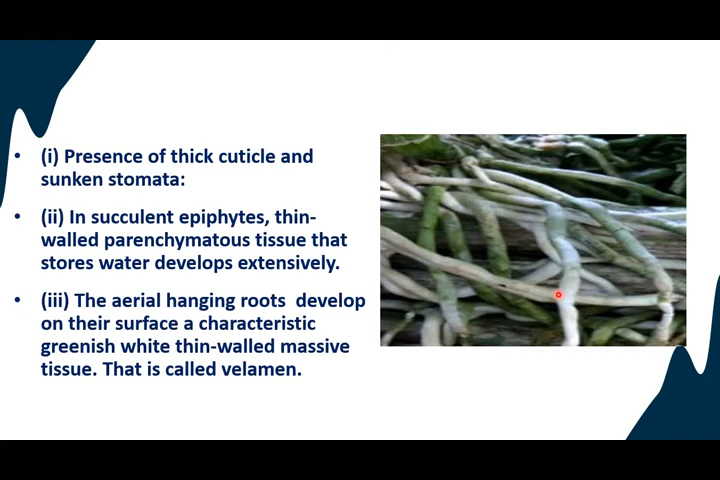 • (i) Presence of thick cuticle and
sunken stomata:
• (ii) In succulent epiphytes, thin-
walled parenchymatous tissue that
stores water develops extensively.
• (iii) The aerial hanging roots  develop
on their surface a characteristic
greenish white thin-walled massive
tissue. That is called velamen.